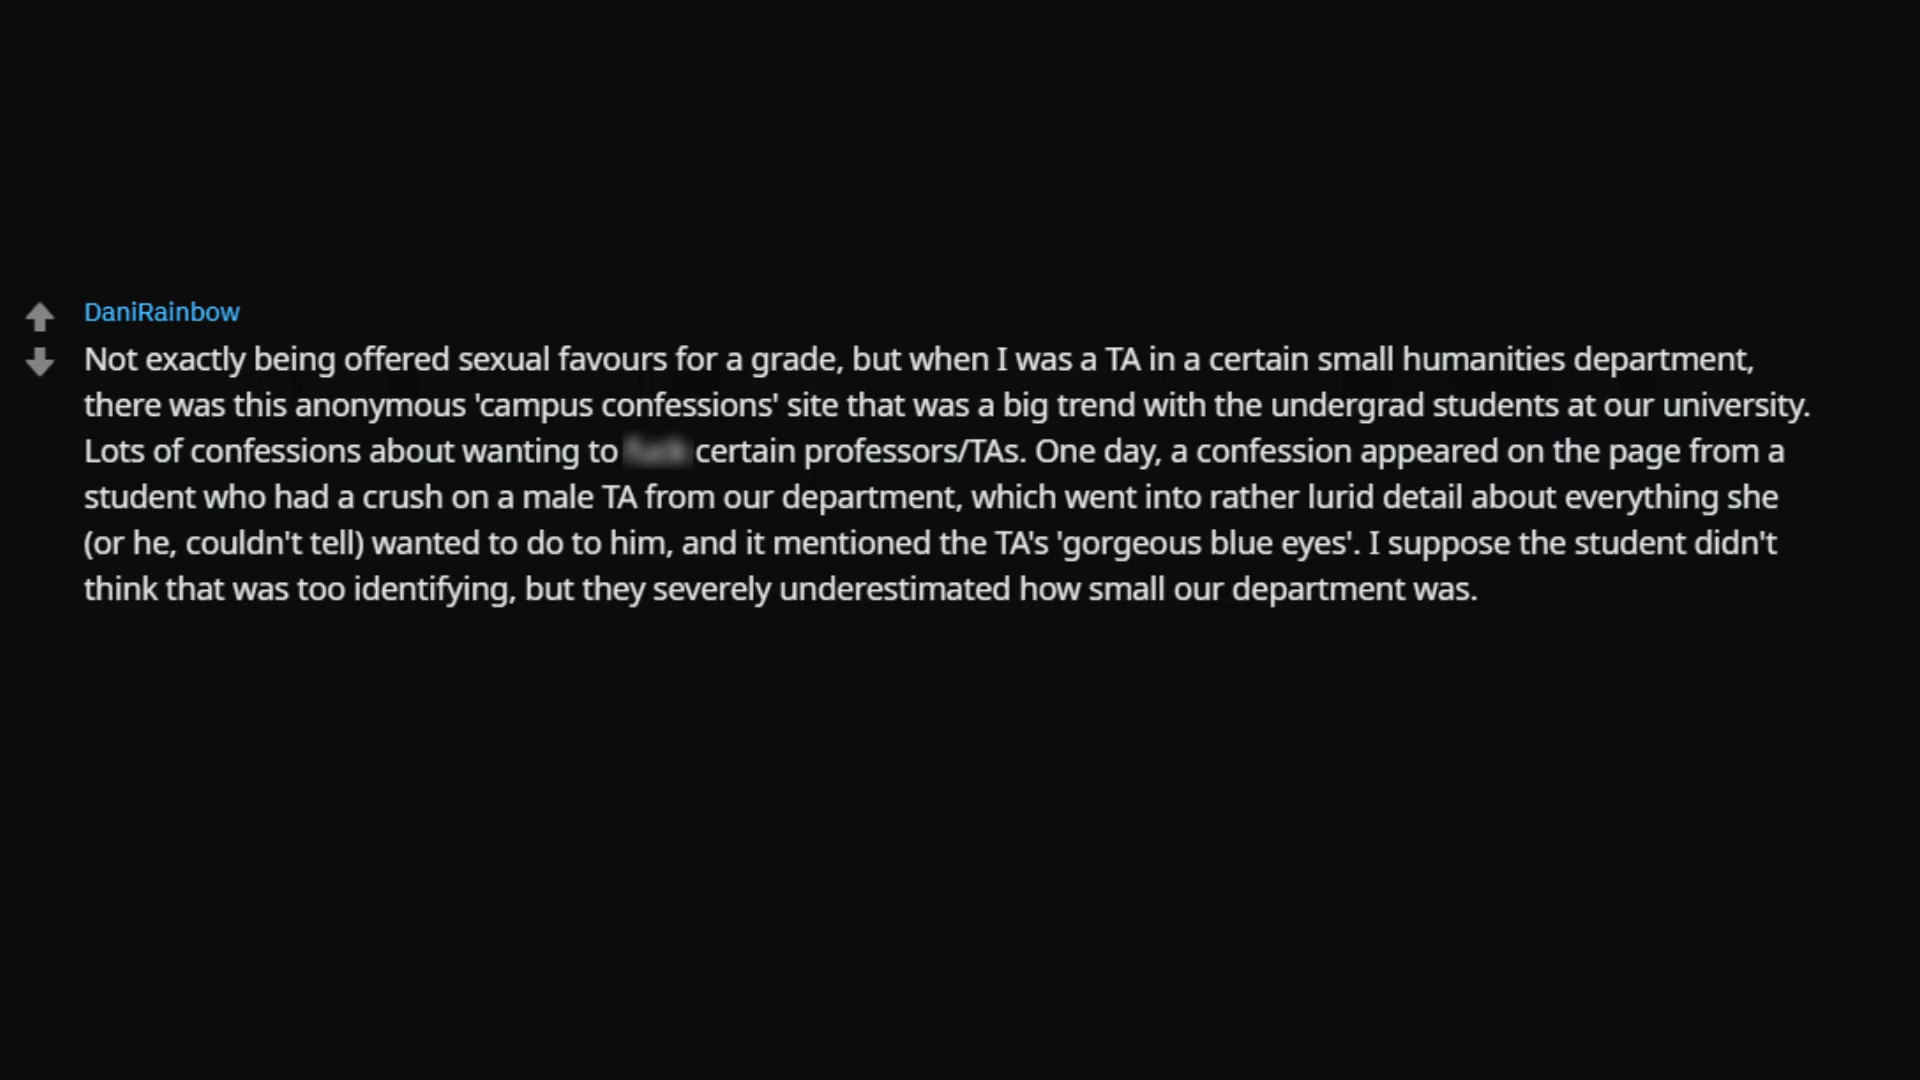 DaniRainbow
Not exactly being offered sexual favours for a grade, but when I was a TA in a certain small humanities department,
there was this anonymous 'campus confessions' site that was a big trend with the undergrad students at our university.
Lots of confessions about wanting to certain professors/TAs. One day, a confession appeared on the page from a
student who had a crush on a male TA from our department, which went into rather lurid detail about everything she
(or he, couldn't tell) wanted to do to him, and it mentioned the TA's 'gorgeous blue eyes'. I suppose the student didn't
think that was too identifying, but they severely underestimated how small our department was.